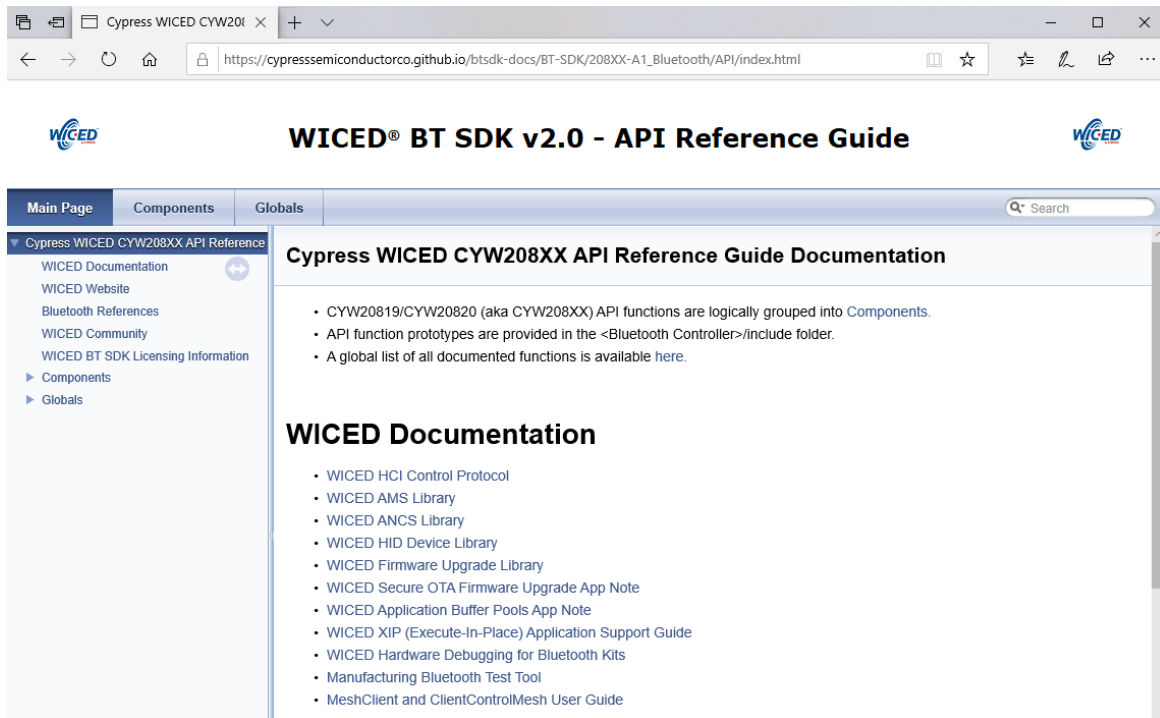 Cypress WICED CYW208
https://cypresssemiconductorco.github.io/btsdk-docs/BT-SDK/208XX-A1_Bluetooth/API/index.html
WICED
WICED® BT SDK v2.0 - API Reference Guide
WICED
Main Page Components Globals
Search
Cypress WICED CYW208XX API Reference
WICED Documentation
WICED Website
Bluetooth References
WICED Community
WICED BT SDK Licensing Information
Components
Globals
Cypress WICED CYW208XX API Reference Guide Documentation
• CYW20819/CYW20820 (aka CYW208XX) API functions are logically grouped into Components.
• API function prototypes are provided in the <Bluetooth Controller>/include folder.
• A global list of all documented functions is available here.
WICED Documentation
• WICED HCI Control Protocol
• WICED AMS Library
• WICED ANCS Library
• WICED HID Device Library
• WICED Firmware Upgrade Library
• WICED Secure OTA Firmware Upgrade App Note
• WICED Application Buffer Pools App Note
• WICED XIP (Execute-In-Place) Application Support Guide
• WICED Hardware Debugging for Bluetooth Kits
• Manufacturing Bluetooth Test Tool
• MeshClient and ClientControlMesh User Guide